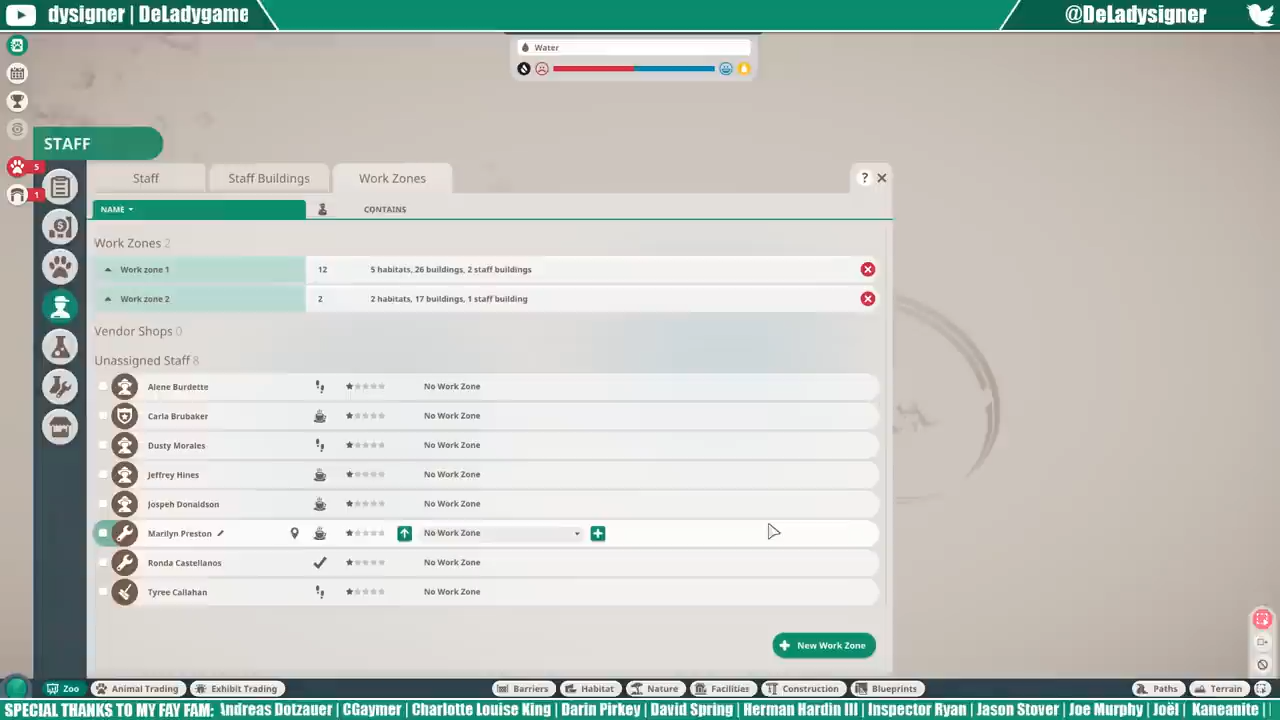 dysigner | DeLadygame
@DeLadysigner
Water
STAFF
5
1
Staff
Staff Buildings
Work Zones
?
NAME
CONTAINS
Work Zones 2
Work zone 1 12 5 habitats, 26 buildings, 2 staff buildings
Work zone 2 2 2 habitats, 17 buildings, 1 staff building
Vendor Shops 0
Unassigned Staff 8
Alene Burdette No Work Zone
Carla Brubaker No Work Zone
Dusty Morales No Work Zone
Jeffrey Hines No Work Zone
Jospeh Donaldson No Work Zone
Marilyn Preston No Work Zone
Ronda Castellanos No Work Zone
Tyree Callahan No Work Zone
New Work Zone
Zoo
Animal Trading
Exhibit Trading
Barriers
Habitat
Nature
Facilities
Construction
Blueprints
Paths
Terrain
SPECIAL THANKS TO MY FAY FAM: Andreas Dotzauer | CGaymer | Charlotte Louise King | Darin Pirkey | David Spring | Herman Hardin III | Inspector Ryan | Jason Stover | Joe Murphy | Joël | Kaneanite |